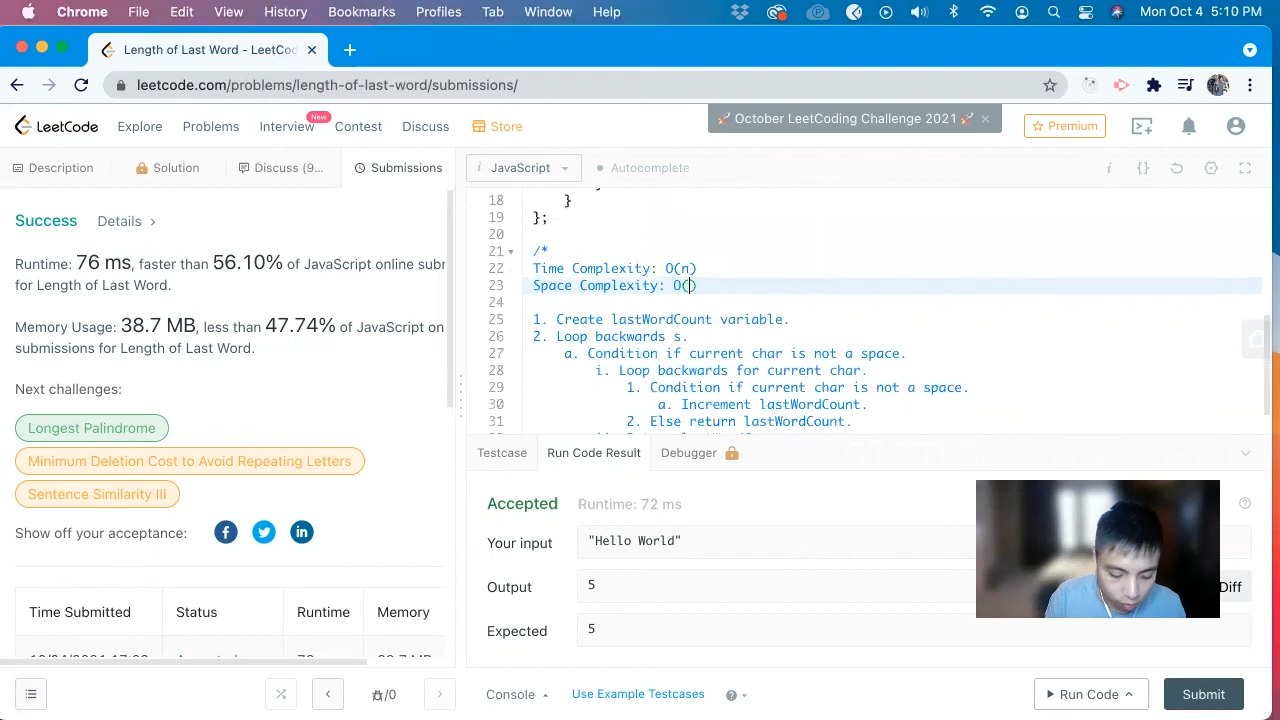 Chrome File Edit View History Bookmarks Profiles Tab Window Help Mon Oct 4 5:10 PM
Length of Last Word - LeetCod
leetcode.com/problems/length-of-last-word/submissions/
LeetCode Explore Problems Interview New Contest Discuss Store
🚀 October LeetCoding Challenge 2021 🚀 ×
Premium
Description Solution Discuss (9... Submissions
i JavaScript Autocomplete
Success Details >
Runtime: 76 ms, faster than 56.10% of JavaScript online subr
for Length of Last Word.
Memory Usage: 38.7 MB, less than 47.74% of JavaScript on
submissions for Length of Last Word.
Next challenges:
Longest Palindrome
Minimum Deletion Cost to Avoid Repeating Letters
Sentence Similarity III
Show off your acceptance:
Time Submitted Status Runtime Memory
18 }
19 };
20
21 /*
22 Time Complexity: O(n)
23 Space Complexity: O()
24
25 1. Create lastWordCount variable.
26 2. Loop backwards s.
27 a. Condition if current char is not a space.
28 i. Loop backwards for current char.
29 1. Condition if current char is not a space.
30 a. Increment lastWordCount.
31 2. Else return lastWordCount.
Testcase Run Code Result Debugger
Accepted Runtime: 72 ms
Your input "Hello World"
Output 5
Diff
Expected 5
/0
Console Use Example Testcases
Run Code Submit